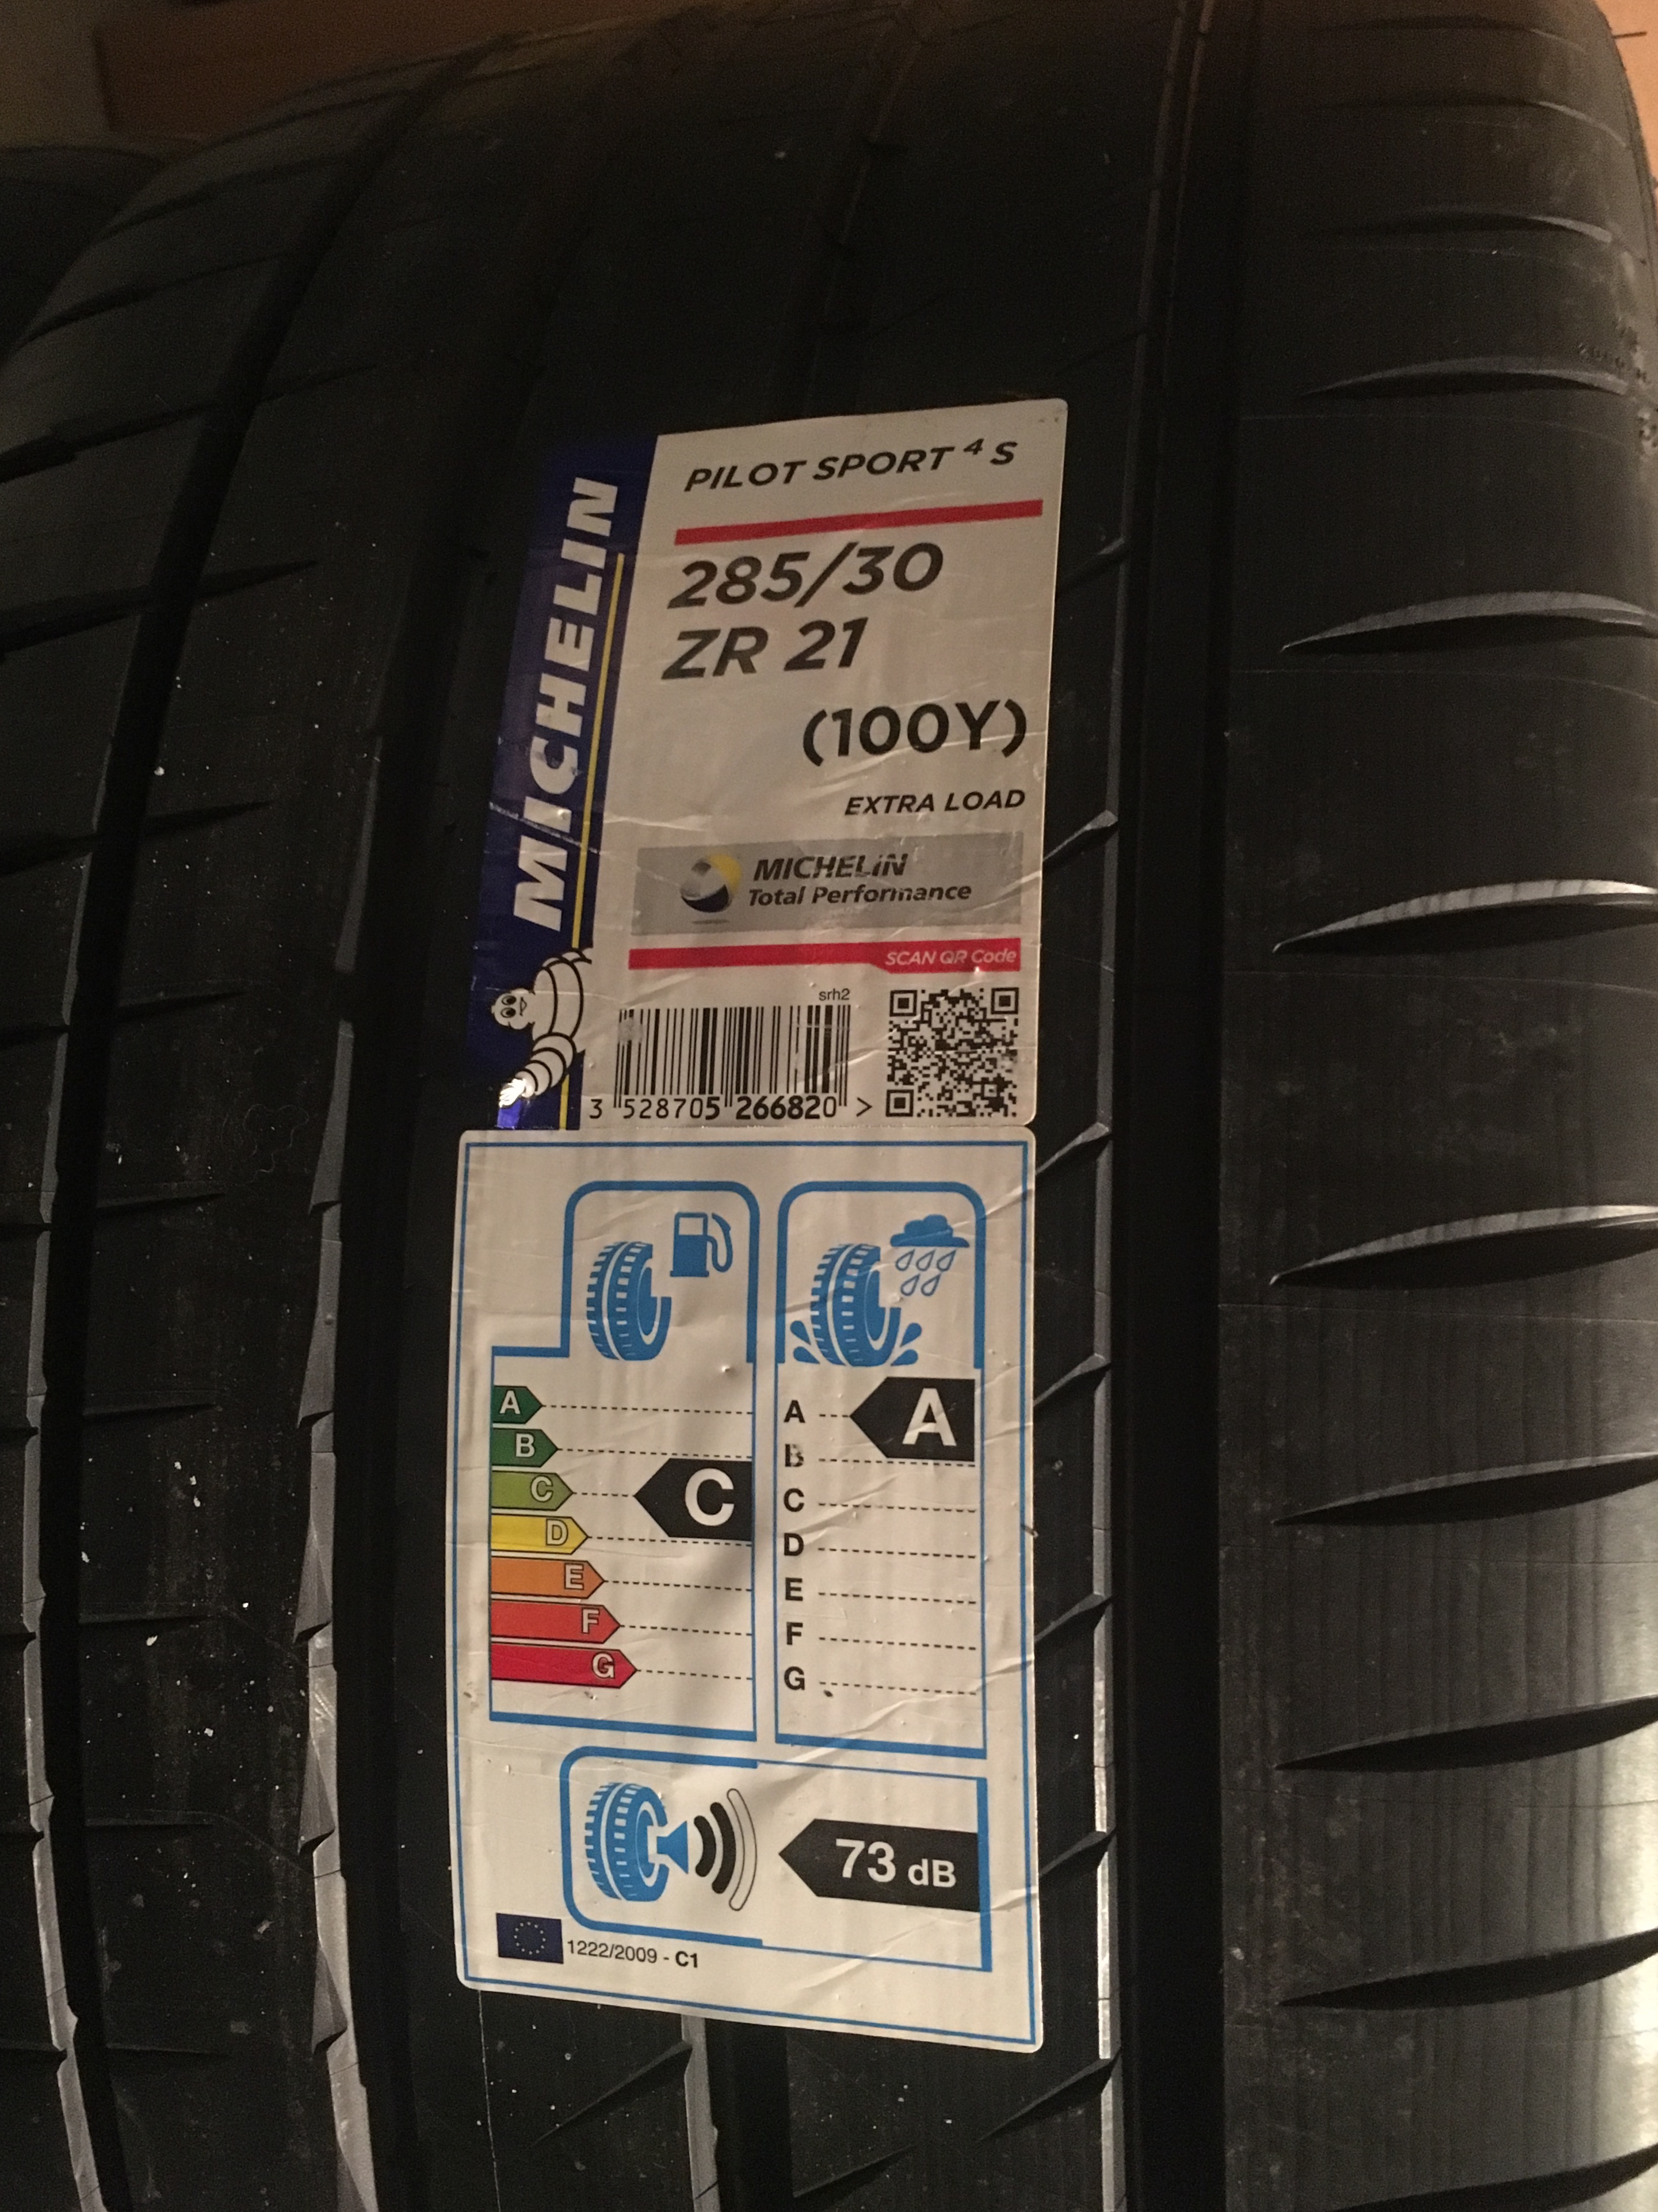 MICHELIN
PILOT SPORT 4 S
285/30
ZR 21
(100Y)
EXTRA LOAD
MICHELIN
Total Performance
SCAN QR Code
srh2
3 528705 266820 >
A
B
C
D
E
F
G
C
A
B
C
D
E
F
G
A
73 dB
1222/2009 - C1